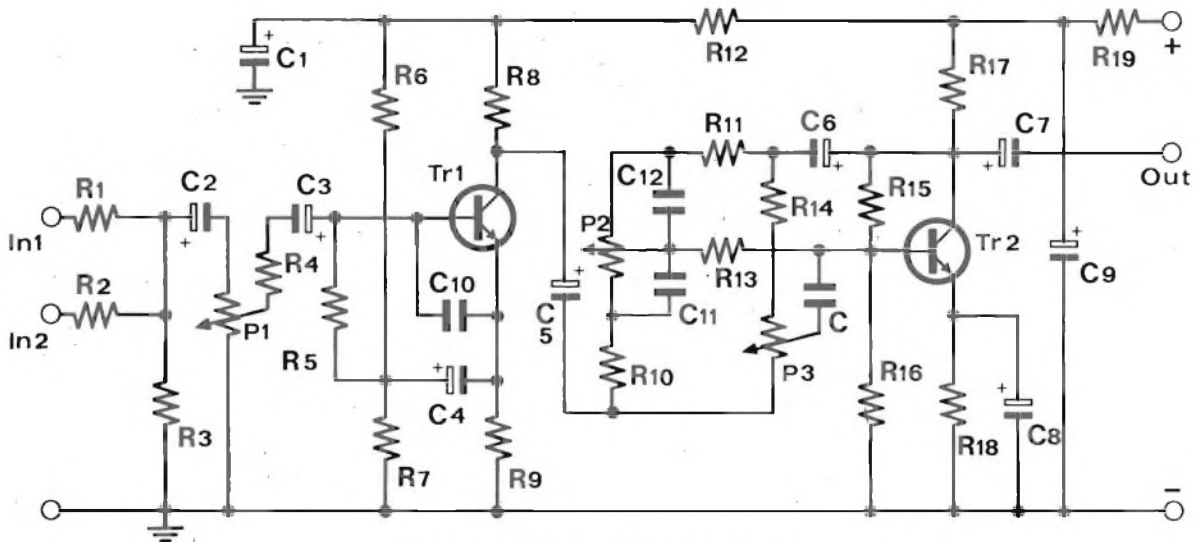 +
C1
R6
R8
R12
R17
R19
+
R11
C6
+
C7
+
Out
Tr1
C12
R14
R15
R1
C2
+
C3
+
In1
R4
P2
+
R13
Tr2
C9
+
R2
C10
C
5
C11
C
In2
P1
R5
R10
P3
R16
+
C4
+
C8
R3
R7
R9
R18
−